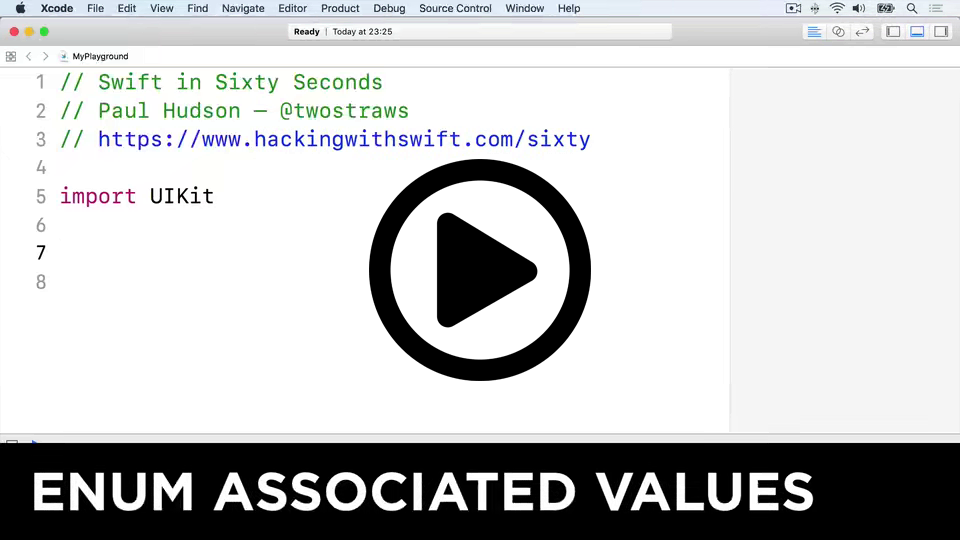 Xcode File Edit View Find Navigate Editor Product Debug Source Control Window Help
Ready | Today at 23:25
MyPlayground
1 // Swift in Sixty Seconds
2 // Paul Hudson — @twostraws
3 // https://www.hackingwithswift.com/sixty
4
5 import UIKit
6
7
8
ENUM ASSOCIATED VALUES